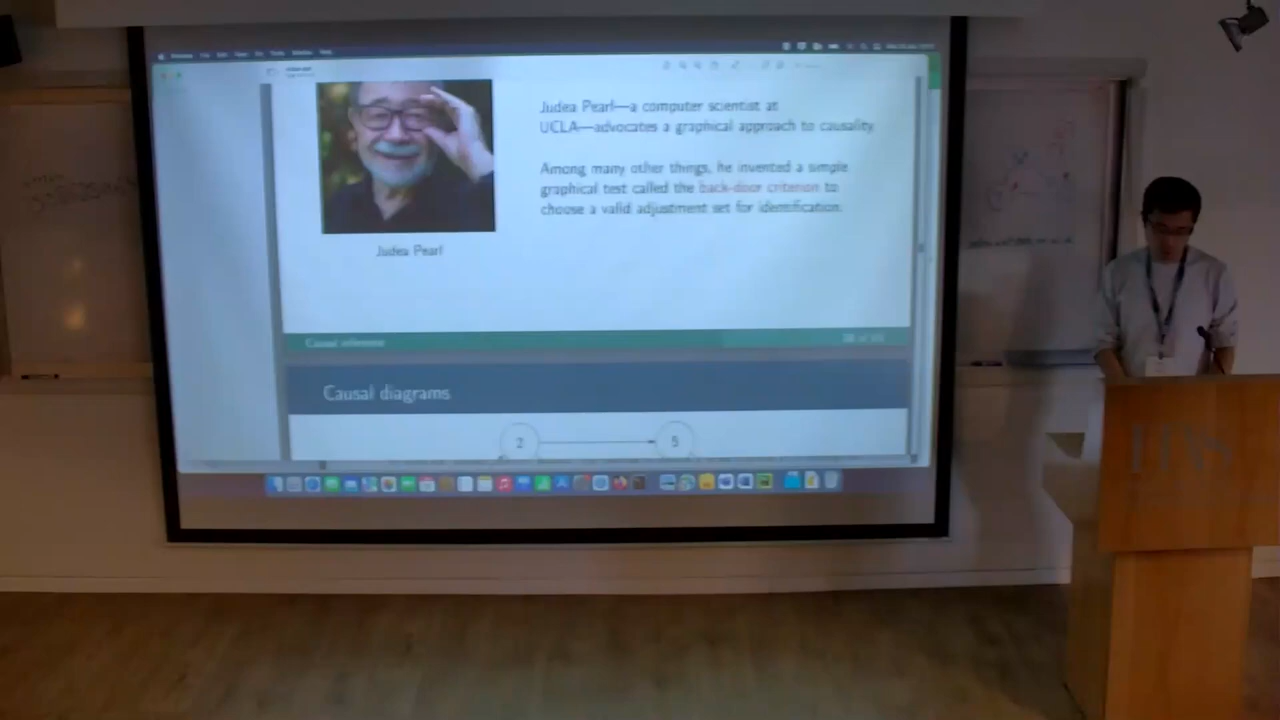 Judea Pearl—a computer scientist at
UCLA—advocates a graphical approach to causality.
Among many other things, he invented a simple
graphical test called the back-door criterion to
choose a valid adjustment set for identification.
Judea Pearl
Causal inference
Causal diagrams
2 5